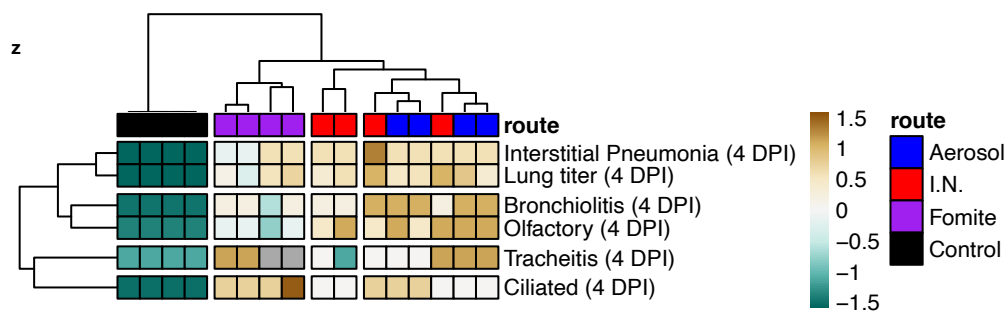 z
route
Interstitial Pneumonia (4 DPI)
Lung titer (4 DPI)
Bronchiolitis (4 DPI)
Olfactory (4 DPI)
Tracheitis (4 DPI)
Ciliated (4 DPI)
1.5
1
0.5
0
−0.5
−1
−1.5
route
Aerosol
I.N.
Fomite
Control